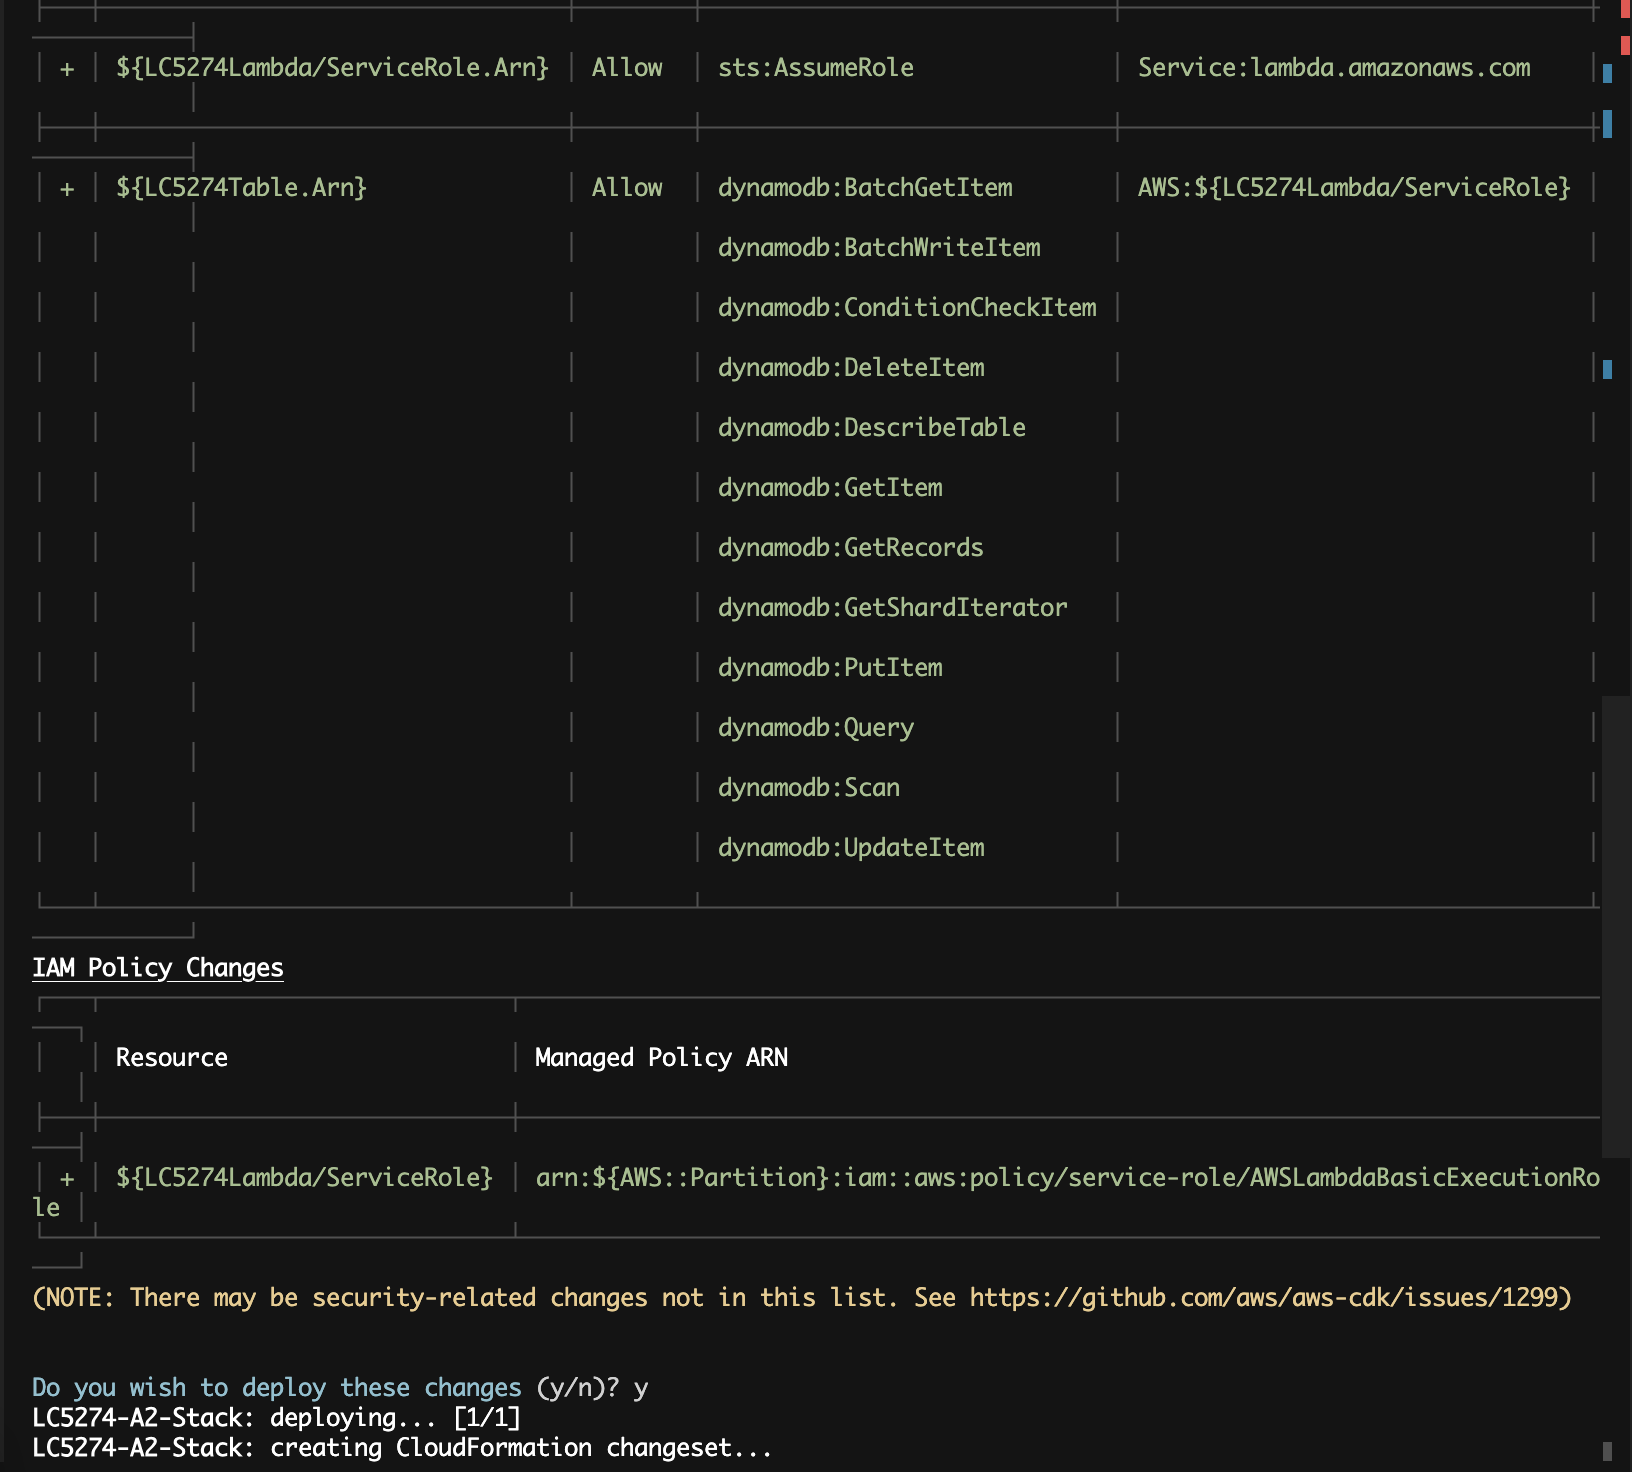 + ${LC5274Lambda/ServiceRole.Arn} Allow sts:AssumeRole Service:lambda.amazonaws.com
+ ${LC5274Table.Arn} Allow dynamodb:BatchGetItem AWS:${LC5274Lambda/ServiceRole}
dynamodb:BatchWriteItem
dynamodb:ConditionCheckItem
dynamodb:DeleteItem
dynamodb:DescribeTable
dynamodb:GetItem
dynamodb:GetRecords
dynamodb:GetShardIterator
dynamodb:PutItem
dynamodb:Query
dynamodb:Scan
dynamodb:UpdateItem
IAM Policy Changes
Resource Managed Policy ARN
+ ${LC5274Lambda/ServiceRole} arn:${AWS::Partition}:iam::aws:policy/service-role/AWSLambdaBasicExecutionRo
le
(NOTE: There may be security-related changes not in this list. See https://github.com/aws/aws-cdk/issues/1299)
Do you wish to deploy these changes (y/n)? y
LC5274-A2-Stack: deploying... [1/1]
LC5274-A2-Stack: creating CloudFormation changeset...